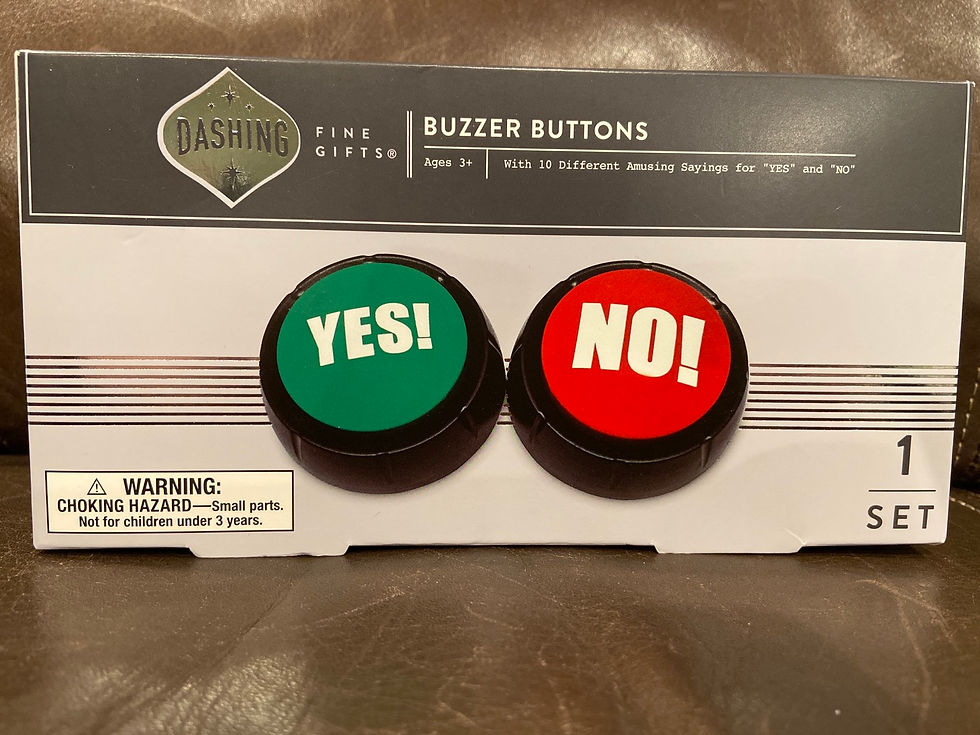 DASHING
FINE
GIFTS®
BUZZER BUTTONS
Ages 3+
With 10 Different Amusing Sayings for "YES" and "NO"
YES!
NO!
WARNING:
CHOKING HAZARD—Small parts.
Not for children under 3 years.
1
SET